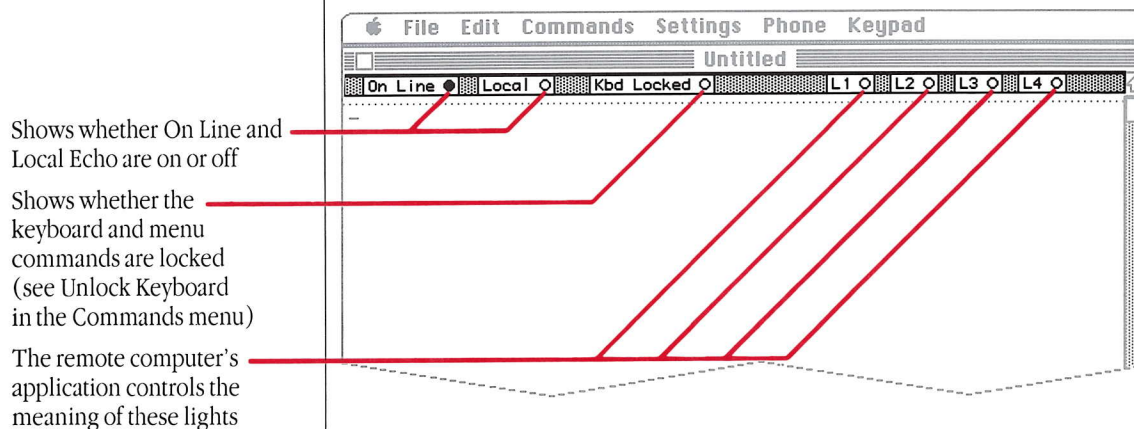 File Edit Commands Settings Phone Keypad
Untitled
On Line Local Kbd Locked L1 L2 L3 L4
Shows whether On Line and
Local Echo are on or off
Shows whether the
keyboard and menu
commands are locked
(see Unlock Keyboard
in the Commands menu)
The remote computer's
application controls the
meaning of these lights